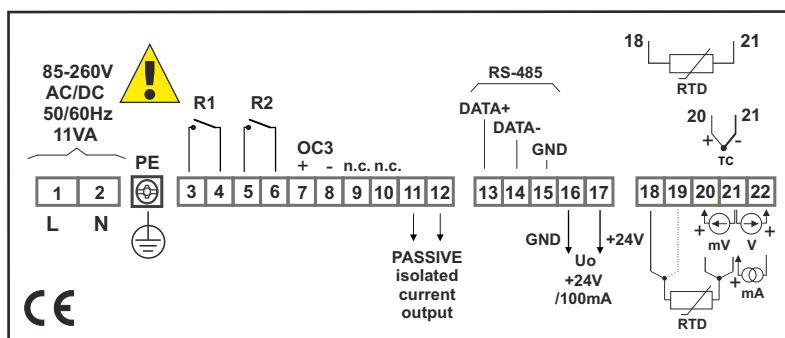 85-260V
AC/DC
50/60Hz
11VA
!
R1
R2
RS-485
DATA+
DATA-
GND
18
21
RTD
20
21
+
-
TC
PE
OC3
+
-
n.c.
n.c.
1
2
3
4
5
6
7
8
9
10
11
12
13
14
15
16
17
18
19
20
21
22
L
N
PASSIVE
isolated
current
output
GND
+24V
Uo
+24V
/100mA
+
mV
V
+
+
mA
RTD
CE